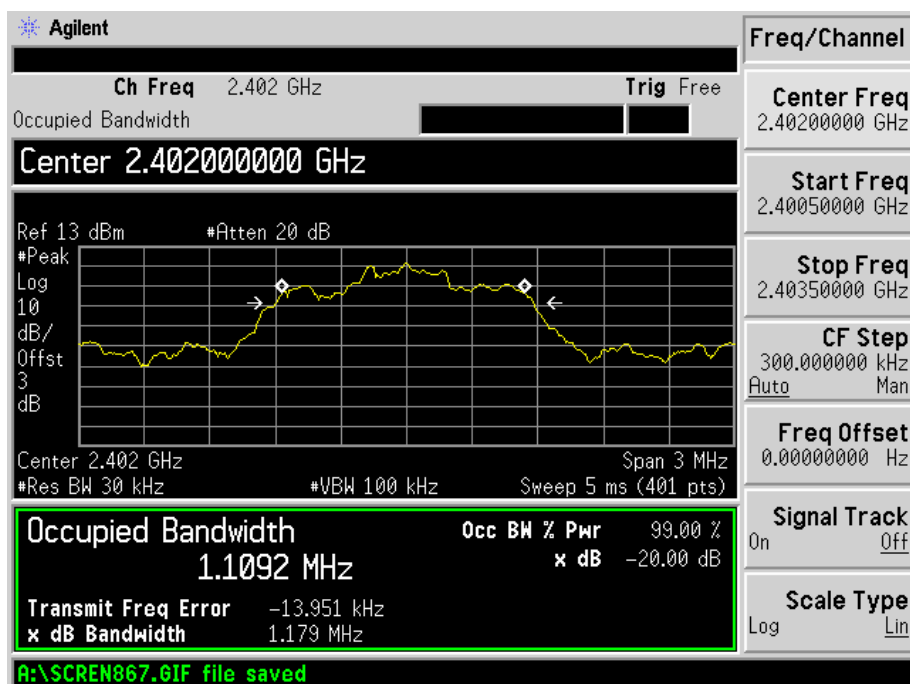 Agilent
Freq/Channel
Ch Freq 2.402 GHz Trig Free
Occupied Bandwidth
Center 2.402000000 GHz
Ref 13 dBm #Atten 20 dB
#Peak
Log
10
dB/
Offst
3
dB
Center 2.402 GHz Span 3 MHz
#Res BW 30 kHz #VBW 100 kHz Sweep 5 ms (401 pts)
Occupied Bandwidth Occ BW % Pwr 99.00 %
1.1092 MHz x dB -20.00 dB
Transmit Freq Error -13.951 kHz
x dB Bandwidth 1.179 MHz
A:\SCREN867.GIF file saved
Center Freq
2.40200000 GHz
Start Freq
2.40050000 GHz
Stop Freq
2.40350000 GHz
CF Step
300.000000 kHz
Auto Man
Freq Offset
0.00000000 Hz
Signal Track
On Off
Scale Type
Log Lin